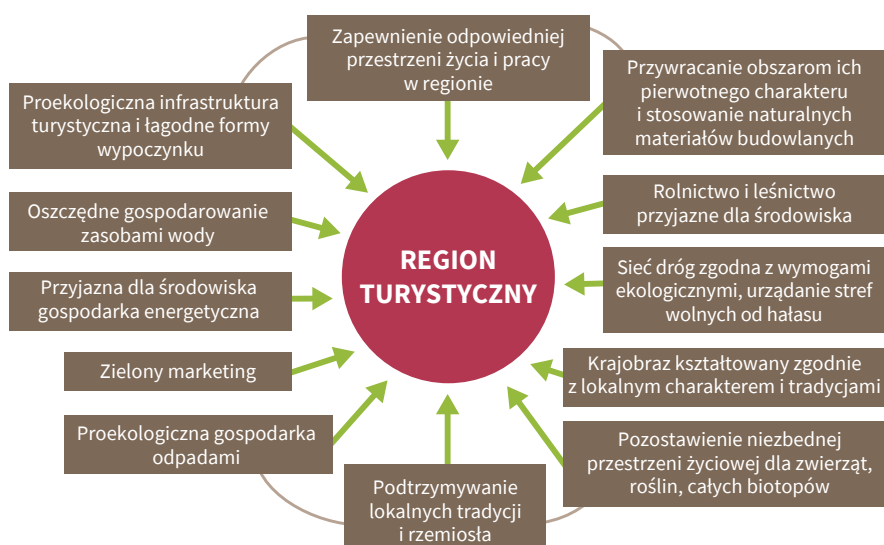 Zapewnienie odpowiedniej
przestrzeni życia i pracy
w regionie
Przywracanie obszarom ich
pierwotnego charakteru
i stosowanie naturalnych
materiałów budowlanych
Rolnictwo i leśnictwo
przyjazne dla środowiska
Sieć dróg zgodna z wymogami
ekologicznymi, urządanie stref
wolnych od hałasu
Krajobraz kształtowany zgodnie
z lokalnym charakterem i tradycjami
Pozostawienie niezbednej
przestrzeni życiowej dla zwierząt,
roślin, całych biotopów
Podtrzymywanie
lokalnych tradycji
i rzemiosła
Proekologiczna gospodarka
odpadami
Zielony marketing
Przyjazna dla środowiska
gospodarka energetyczna
Oszczędne gospodarowanie
zasobami wody
Proekologiczna infrastruktura
turystyczna i łagodne formy
wypoczynku
REGION
TURYSTYCZNY